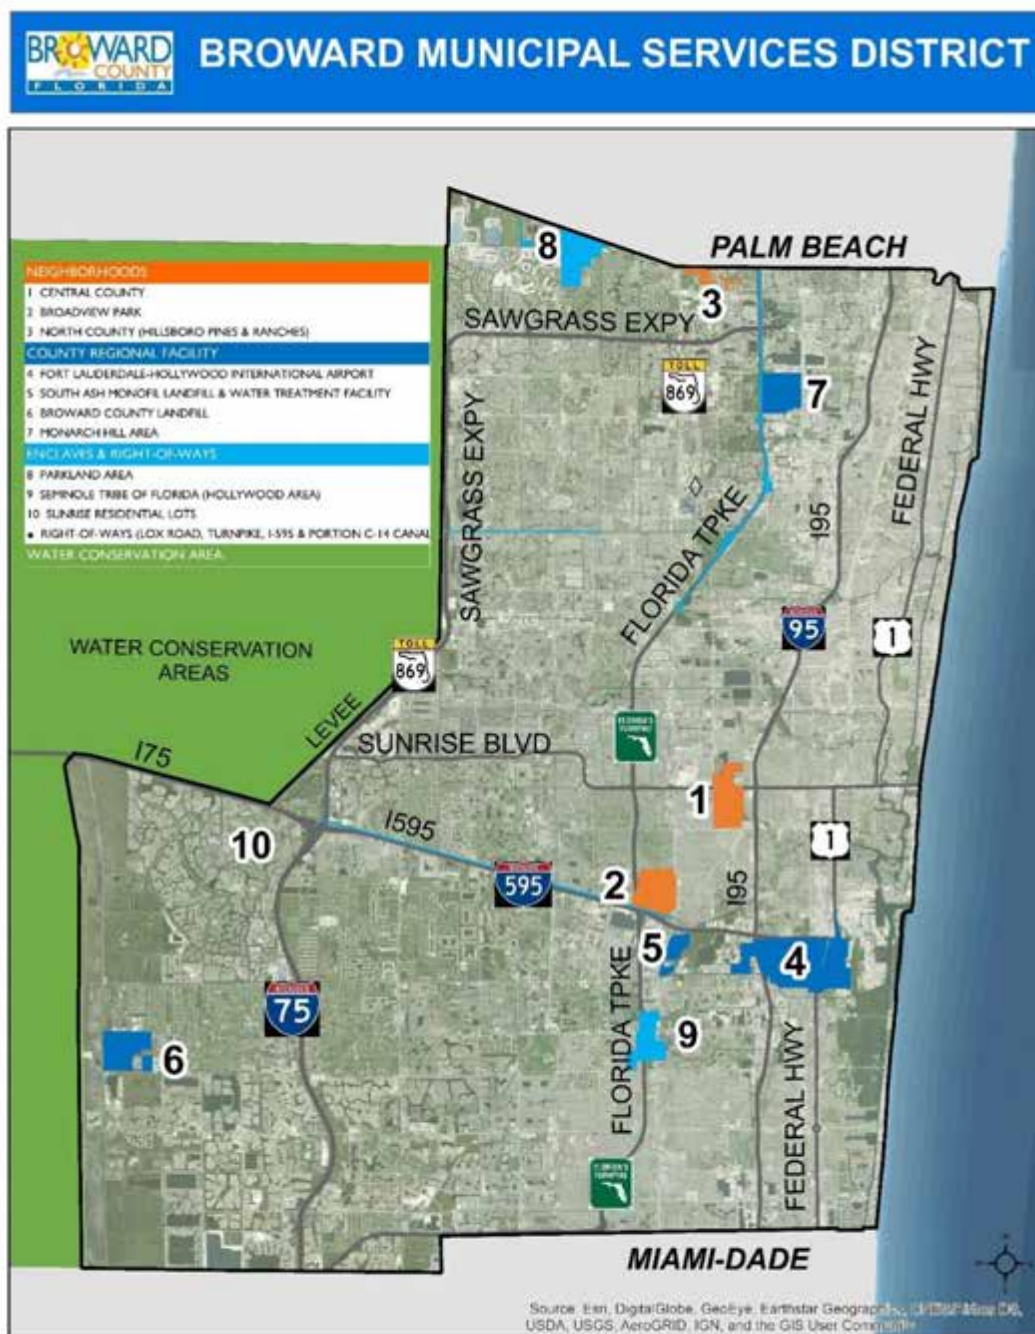 BROWARD
COUNTY
FLORIDA
BROWARD MUNICIPAL SERVICES DISTRICT
PALM BEACH
8
3
SAWGRASS EXPY
NEIGHBORHOODS
1 CENTRAL COUNTY
2 BROADVIEW PARK
3 NORTH COUNTY (HILLSBORO PINES & RANCHES)
COUNTY REGIONAL FACILITY
4 FORT LAUDERDALE-HOLLYWOOD INTERNATIONAL AIRPORT
5 SOUTH ASH MONOFIL LANDFILL & WATER TREATMENT FACILITY
6 BROWARD COUNTY LANDFILL
7 MONARCH HILL AREA
ENCLAVES & RIGHT-OF-WAYS
8 PARKLAND AREA
9 SEMINOLE TRIBE OF FLORIDA (HOLLYWOOD AREA)
10 SUNRISE RESIDENTIAL LOTS
• RIGHT-OF-WAYS (LOX ROAD, TURNPIKE, I-595 & PORTION C-14 CANAL
WATER CONSERVATION AREA
TOLL
869
7
FEDERAL HWY
SAWGRASS EXPY
FLORIDA TPKE
I95
95
1
WATER CONSERVATION
AREAS
TOLL
869
LEVEE
SUNRISE BLVD
I75
1
I595
10
1
595
2
I95
5
4
75
FLORIDA TPKE
9
6
FEDERAL HWY
MIAMI-DADE
Source: Esri, DigitalGlobe, GeoEye, Earthstar Geographics,
USDA, USGS, AeroGRID, IGN, and the GIS User Community